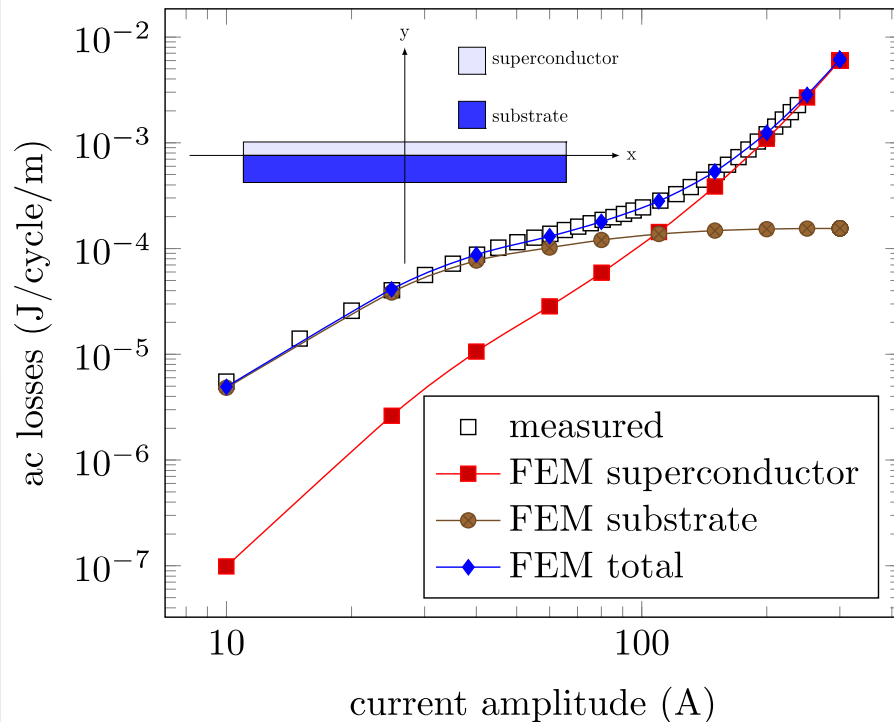 y
superconductor
substrate
x
10⁻²
10⁻³
10⁻⁴
10⁻⁵
10⁻⁶
10⁻⁷
ac losses (J/cycle/m)
measured
FEM superconductor
FEM substrate
FEM total
10
100
current amplitude (A)